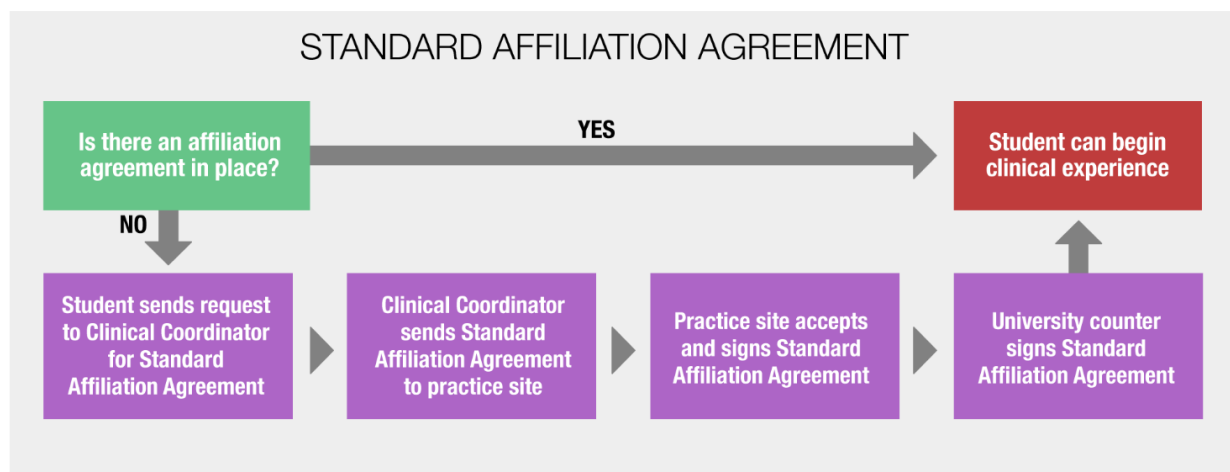 STANDARD AFFILIATION AGREEMENT
Is there an affiliation
agreement in place?
YES
Student can begin
clinical experience
NO
Student sends request
to Clinical Coordinator
for Standard
Affiliation Agreement
Clinical Coordinator
sends Standard
Affiliation Agreement
to practice site
Practice site accepts
and signs Standard
Affiliation Agreement
University counter
signs Standard
Affiliation Agreement